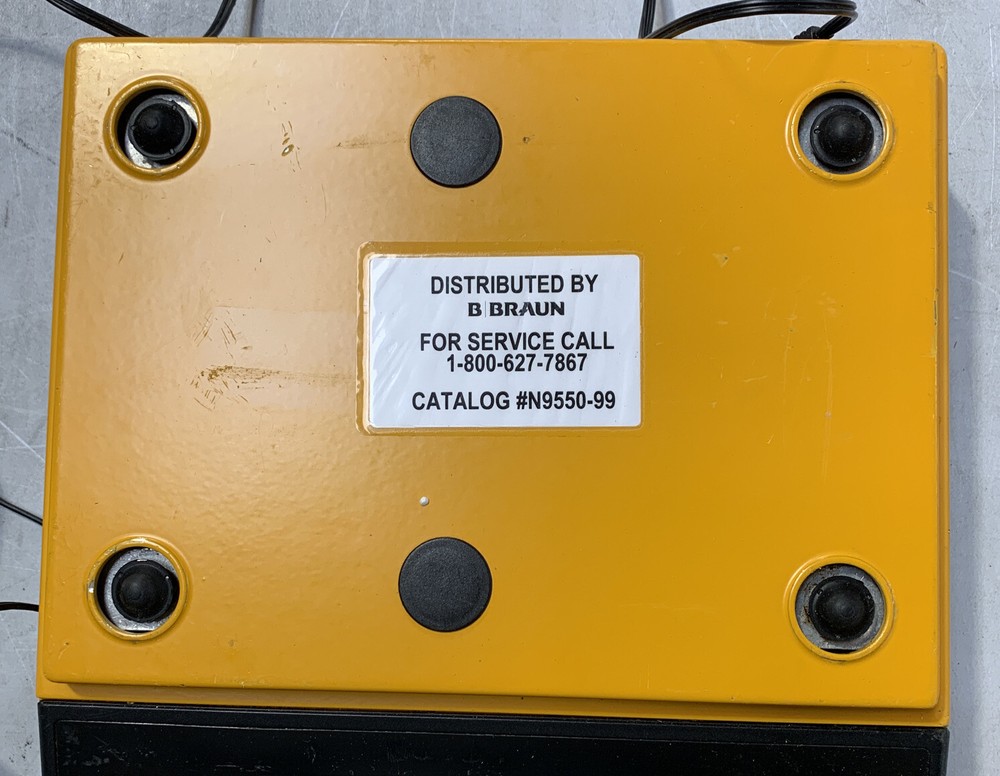 DISTRIBUTED BY
B|BRAUN
FOR SERVICE CALL
1-800-627-7867
CATALOG #N9550-99